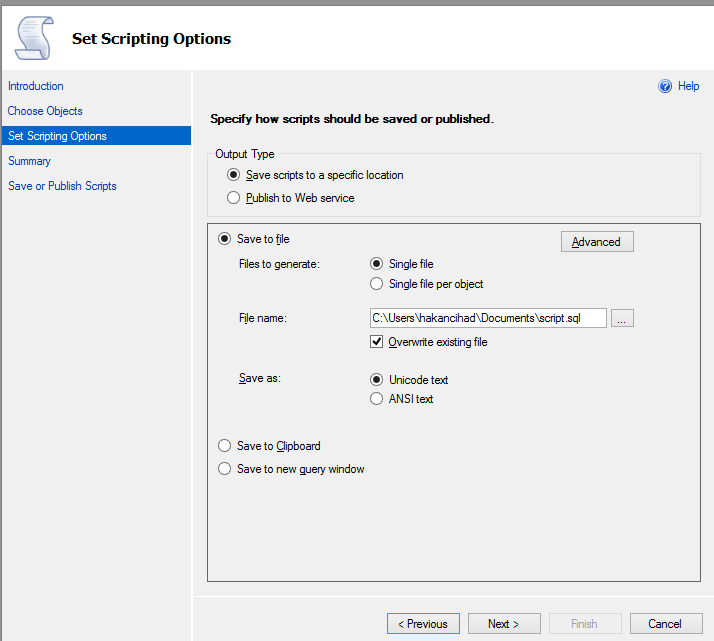 Set Scripting Options
Introduction
Choose Objects
Set Scripting Options
Summary
Save or Publish Scripts
Help
Specify how scripts should be saved or published.
Output Type
Save scripts to a specific location
Publish to Web service
Save to file
Advanced
Files to generate:
Single file
Single file per object
File name:
C:\Users\hakancihad\Documents\script.sql
...
Overwrite existing file
Save as:
Unicode text
ANSI text
Save to Clipboard
Save to new query window
< Previous
Next >
Finish
Cancel